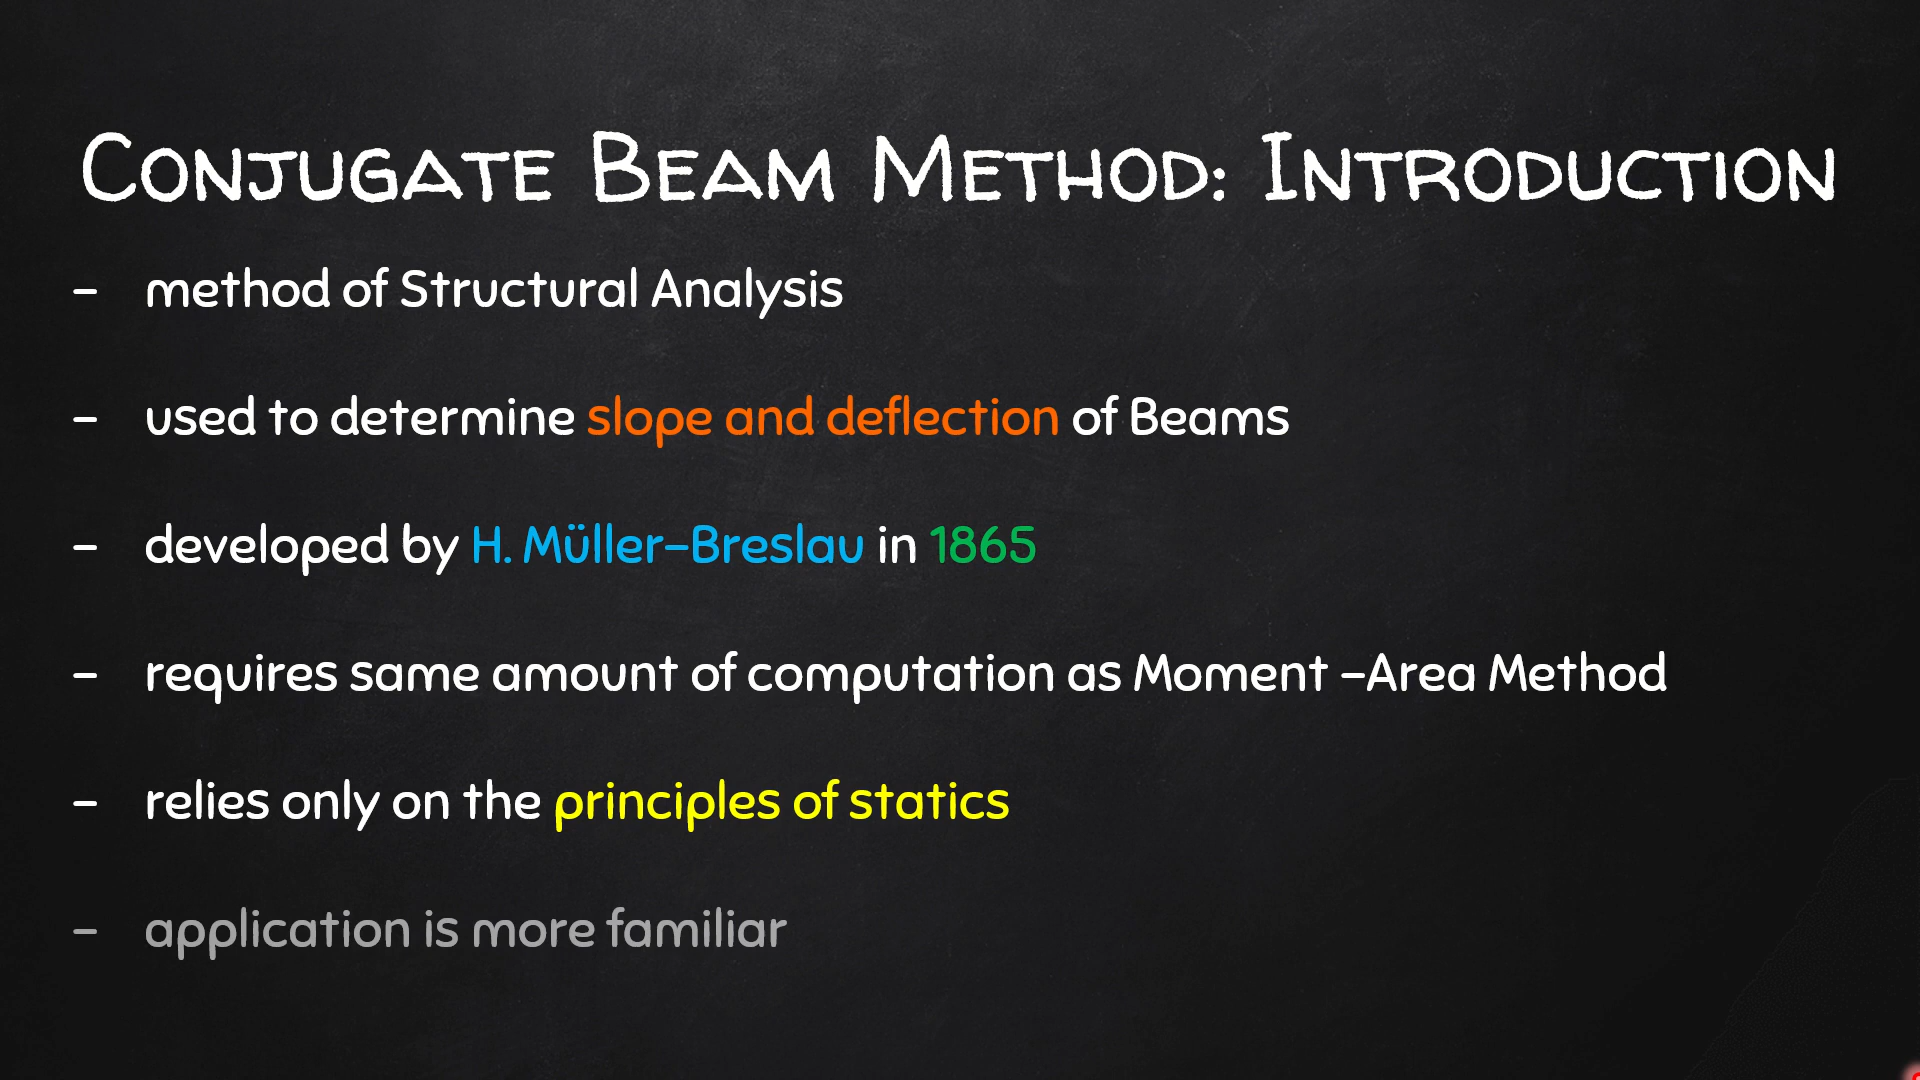 Conjugate Beam Method: Introduction
- method of Structural Analysis
- used to determine slope and deflection of Beams
- developed by H. Müller-Breslau in 1865
- requires same amount of computation as Moment -Area Method
- relies only on the principles of statics
- application is more familiar